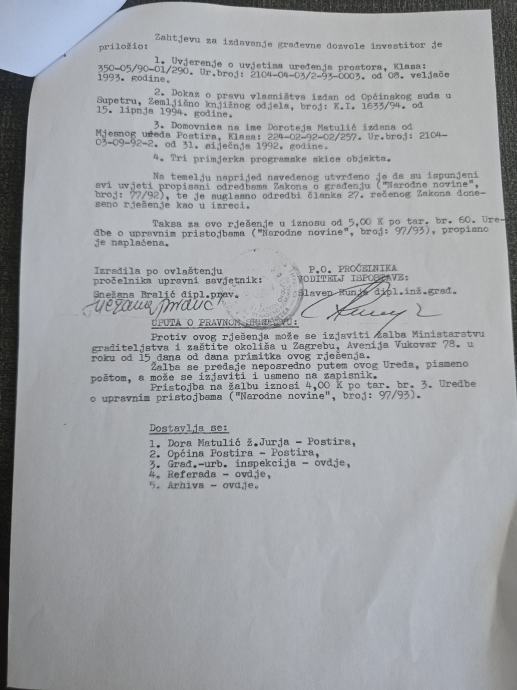 Zahtjevu za izdavanje građevne dozvole investitor je
priložio:
1. Uvjerenje o uvjetima uređenja prostora, Klasa:
350-05/90-01/290. Ur.broj: 2104-04-03/2-93-0003. od 08. veljače
1993. godine.
2. Dokaz o pravu vlasništva izdan od Općinskog suda u
Supetru, Zemljišno knjižnog odjela, broj: K.I. 1633/94. od
15. lipnja 1994. godine.
3. Domovnica na ime Doroteja Matulić izdana od
Mjesnog ureda Postira, Klasa: 224-02-92-02/257. Ur.broj: 2104-
03-09-92-2. od 31. siječnja 1992. godine.
4. Tri primjerka programske skice objekta.
Na temelju naprijed navedenog utvrđeno je da su ispunjeni
svi uvjeti propisani odredbama Zakona o građenju ("Narodne novine",
broj: 77/92), te je suglasno odredbi članka 27. rečenog Zakona done-
seno rješenje kao u izreci.
Taksa za ovo rješenje u iznosu od 5,00 K po tar. br. 60. Ure-
dbe o upravnim pristojbama ("Narodne novine", broj: 97/93), propisno
je naplaćena.
Izradila po ovlašteniu
pročelnika upravni savjetnik:
Snežana Bralić dipl.prav.
P.O. PROČELNIKA
VODITELJ ISPOSTAVE:
Slaven Runje dipl.inž.građ.
Snežana Bralić
UPUTA O PRAVNOM SREDSTVU:
Protiv ovog rješenja može se izjaviti žalba Ministarstvu
graditeljstva i zaštite okoliša u Zagrebu, Avenija Vukovar 78. u
roku od 15 dana od dana primitka ovog rješenja.
Žalba se predaje neposredno putem ovog Ureda, pismeno
poštom, a može se izjaviti i usmeno na zapisnik.
Pristojba na žalbu iznosi 4,00 K po tar. br. 3. Uredbe
o upravnim pristojbama ("Narodne novine", broj: 97/93).
Dostavlja se:
1. Dora Matulić ž.Jurja - Postira,
2. Općina Postira - Postira,
3. Građ.-urb. inspekcija - ovdje,
4. Referada - ovdje,
5. Arhiva - ovdje.